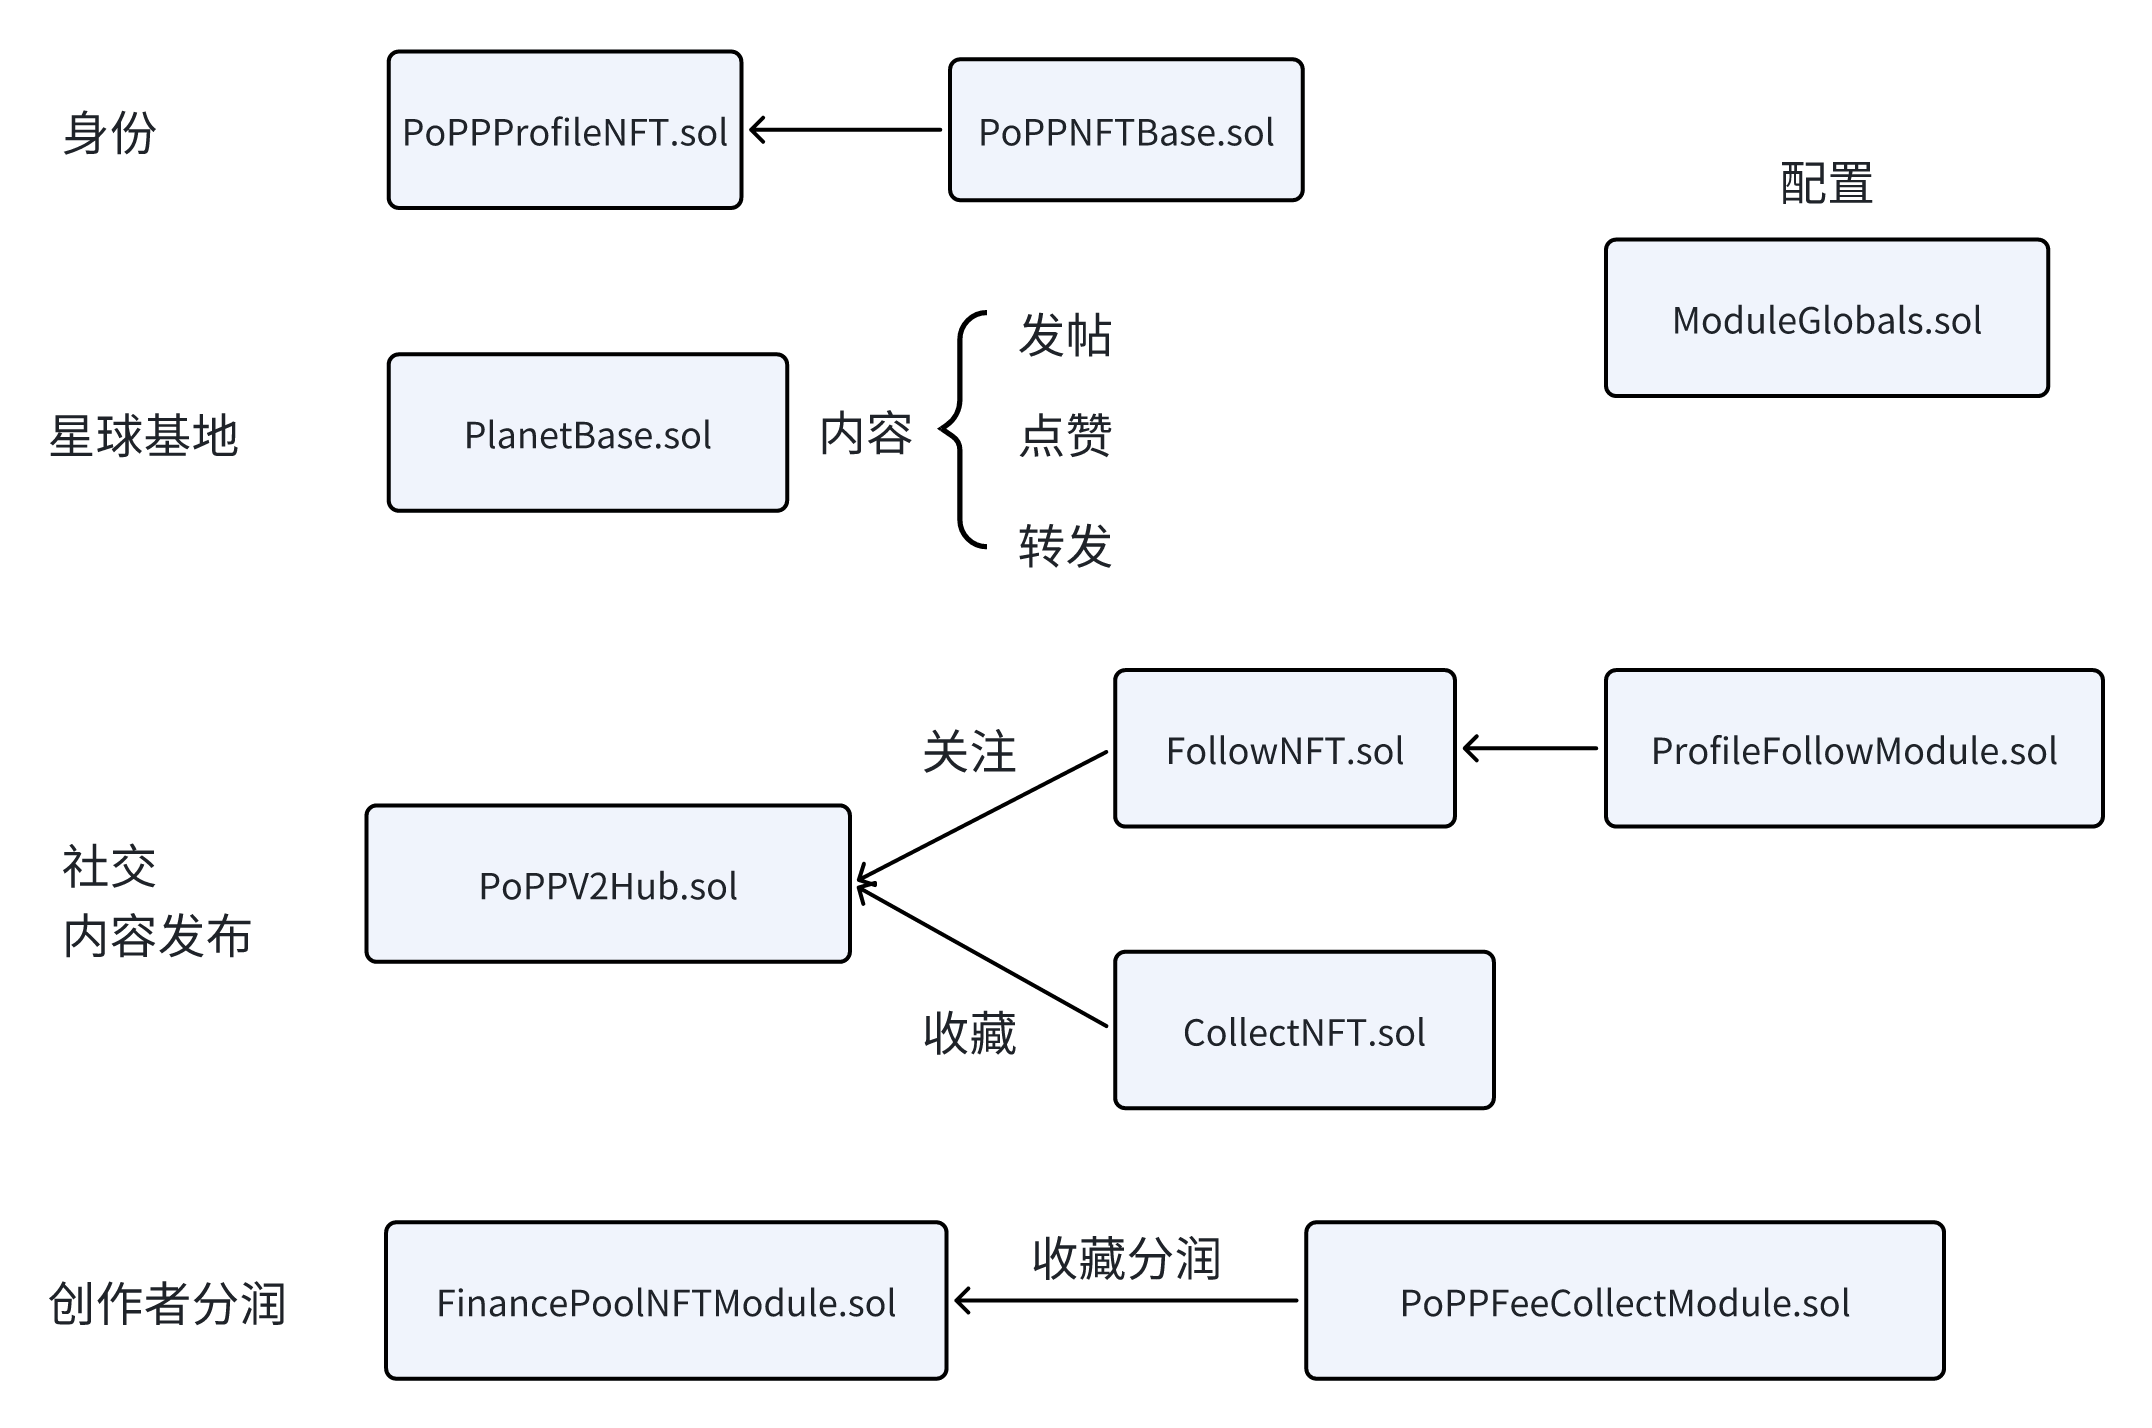 身份
PoPPProfileNFT.sol
PoPPNFTBase.sol
配置
ModuleGlobals.sol
星球基地
PlanetBase.sol
内容
发帖
点赞
转发
关注
FollowNFT.sol
ProfileFollowModule.sol
社交
内容发布
PoPPV2Hub.sol
收藏
CollectNFT.sol
创作者分润
FinancePoolNFTModule.sol
收藏分润
PoPPFeeCollectModule.sol